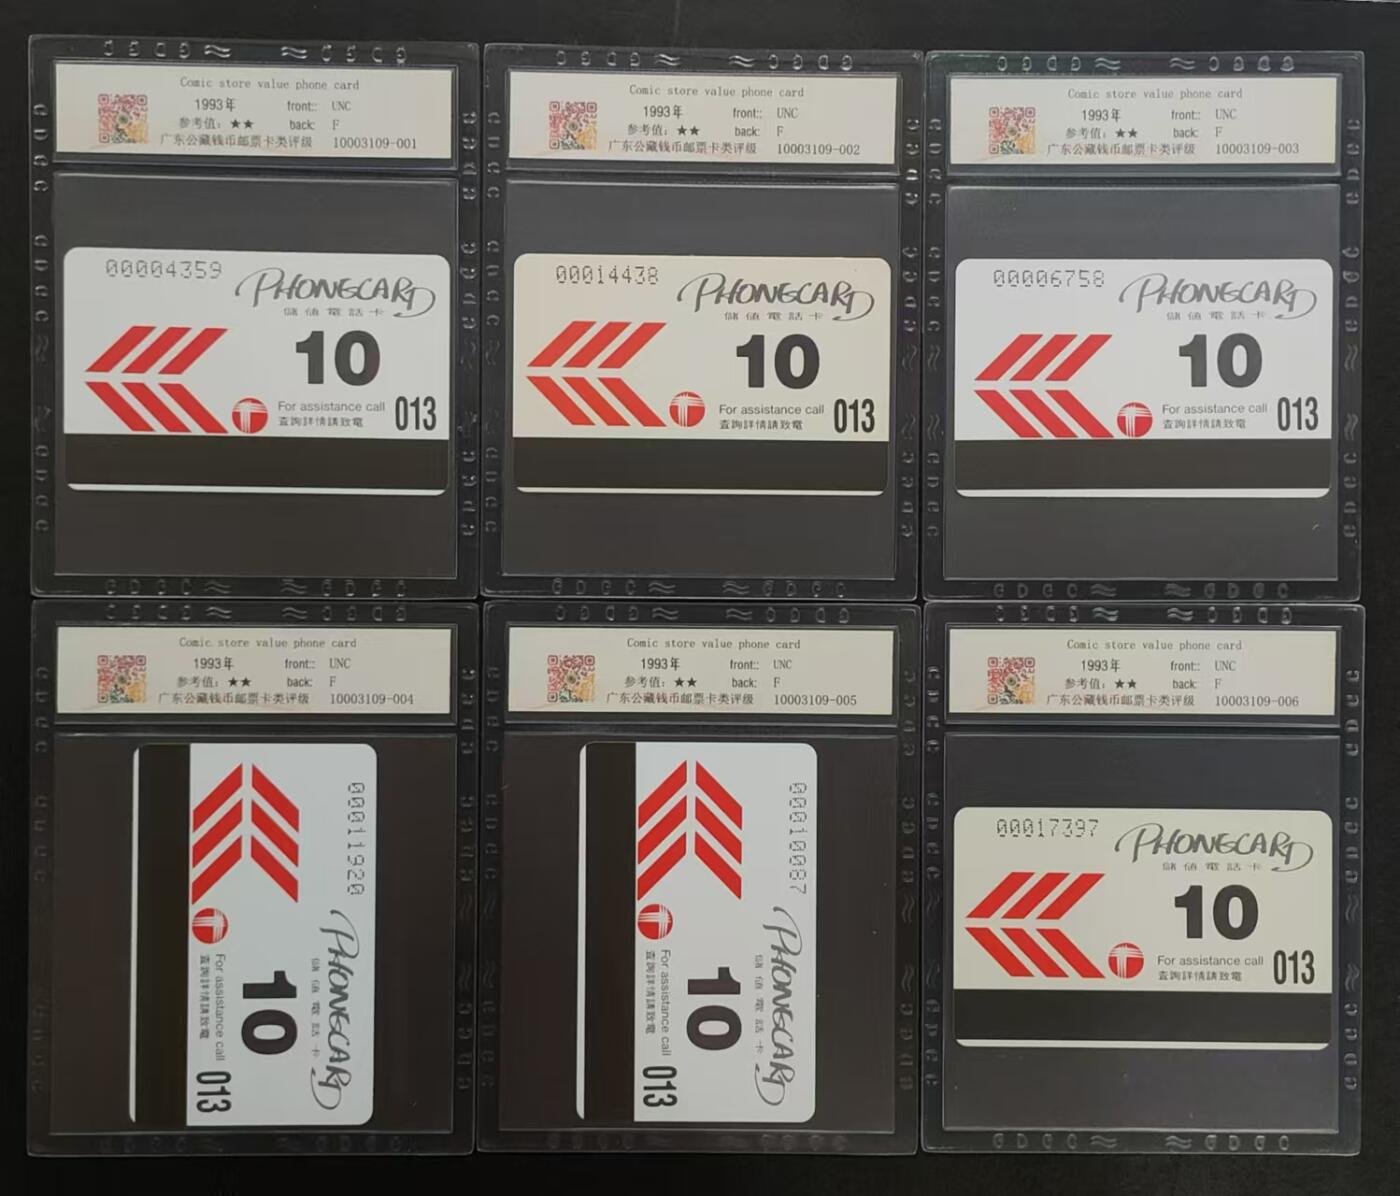 Comic store value phone card
1993年 front:: UNC
参考值: ★★ back: F
广东公藏钱币邮票卡类评级 10003109-001
00004359
PHONECARD
儲值電話卡
10
For assistance call
查詢詳情請致電
013
Comic store value phone card
1993年 front:: UNC
参考值: ★★ back: F
广东公藏钱币邮票卡类评级 10003109-002
00014438
PHONECARD
儲值電話卡
10
For assistance call
查詢詳情請致電
013
Comic store value phone card
1993年 front:: UNC
参考值: ★★ back: F
广东公藏钱币邮票卡类评级 10003109-003
00006758
PHONECARD
儲值電話卡
10
For assistance call
查詢詳情請致電
013
Comic store value phone card
1993年 front:: UNC
参考值: ★★ back: F
广东公藏钱币邮票卡类评级 10003109-004
00011920
PHONECARD
儲值電話卡
10
For assistance call
查詢詳情請致電
013
Comic store value phone card
1993年 front:: UNC
参考值: ★★ back: F
广东公藏钱币邮票卡类评级 10003109-005
00010087
PHONECARD
儲值電話卡
10
For assistance call
查詢詳情請致電
013
Comic store value phone card
1993年 front:: UNC
参考值: ★★ back: F
广东公藏钱币邮票卡类评级 10003109-006
00017397
PHONECARD
儲值電話卡
10
For assistance call
查詢詳情請致電
013